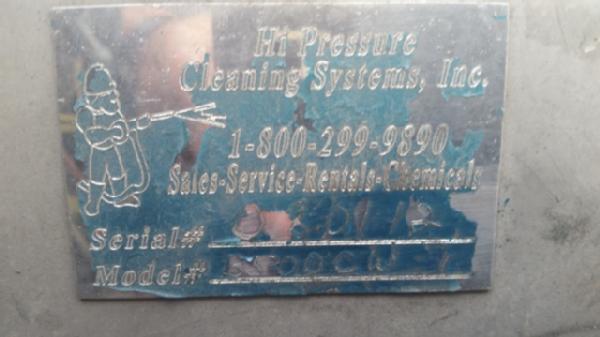 Hi Pressure
Cleaning Systems, Inc.
1-800-299-9890
Sales-Service-Rentals-Chemicals
Serial#
Model#